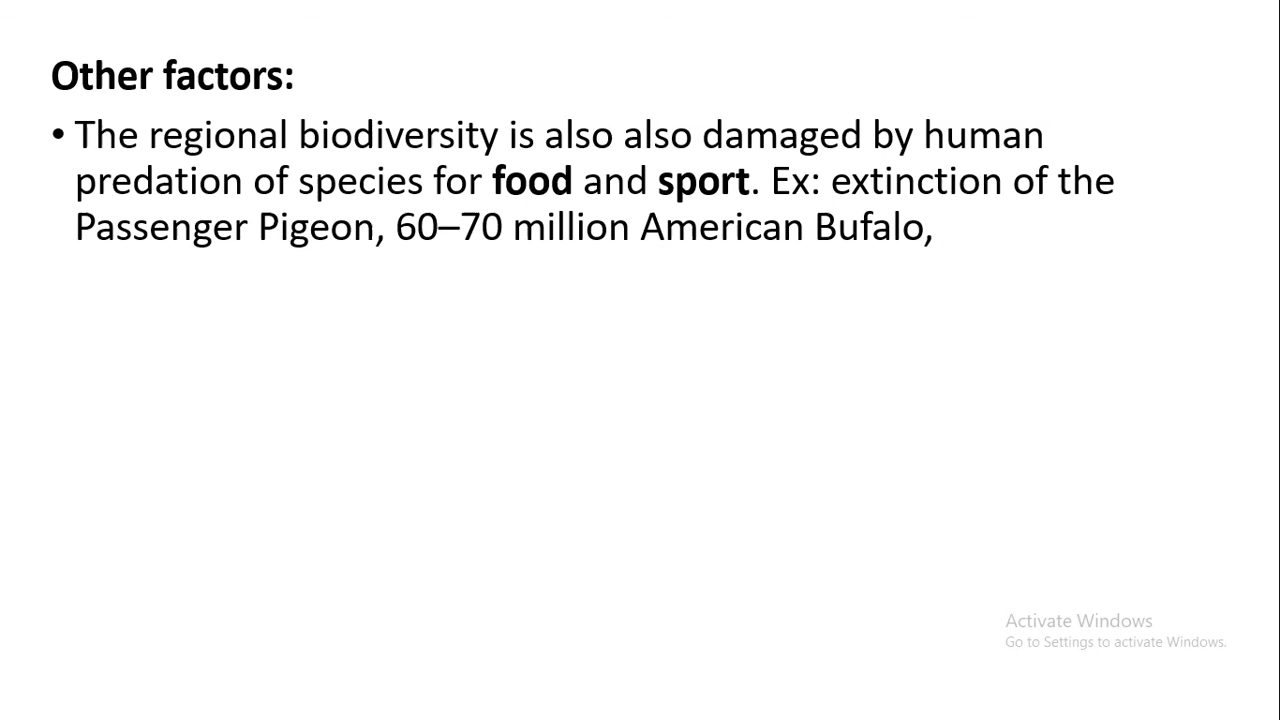 Other factors:
• The regional biodiversity is also also damaged by human
predation of species for food and sport. Ex: extinction of the
Passenger Pigeon, 60–70 million American Bufalo,
Activate Windows
Go to Settings to activate Windows.